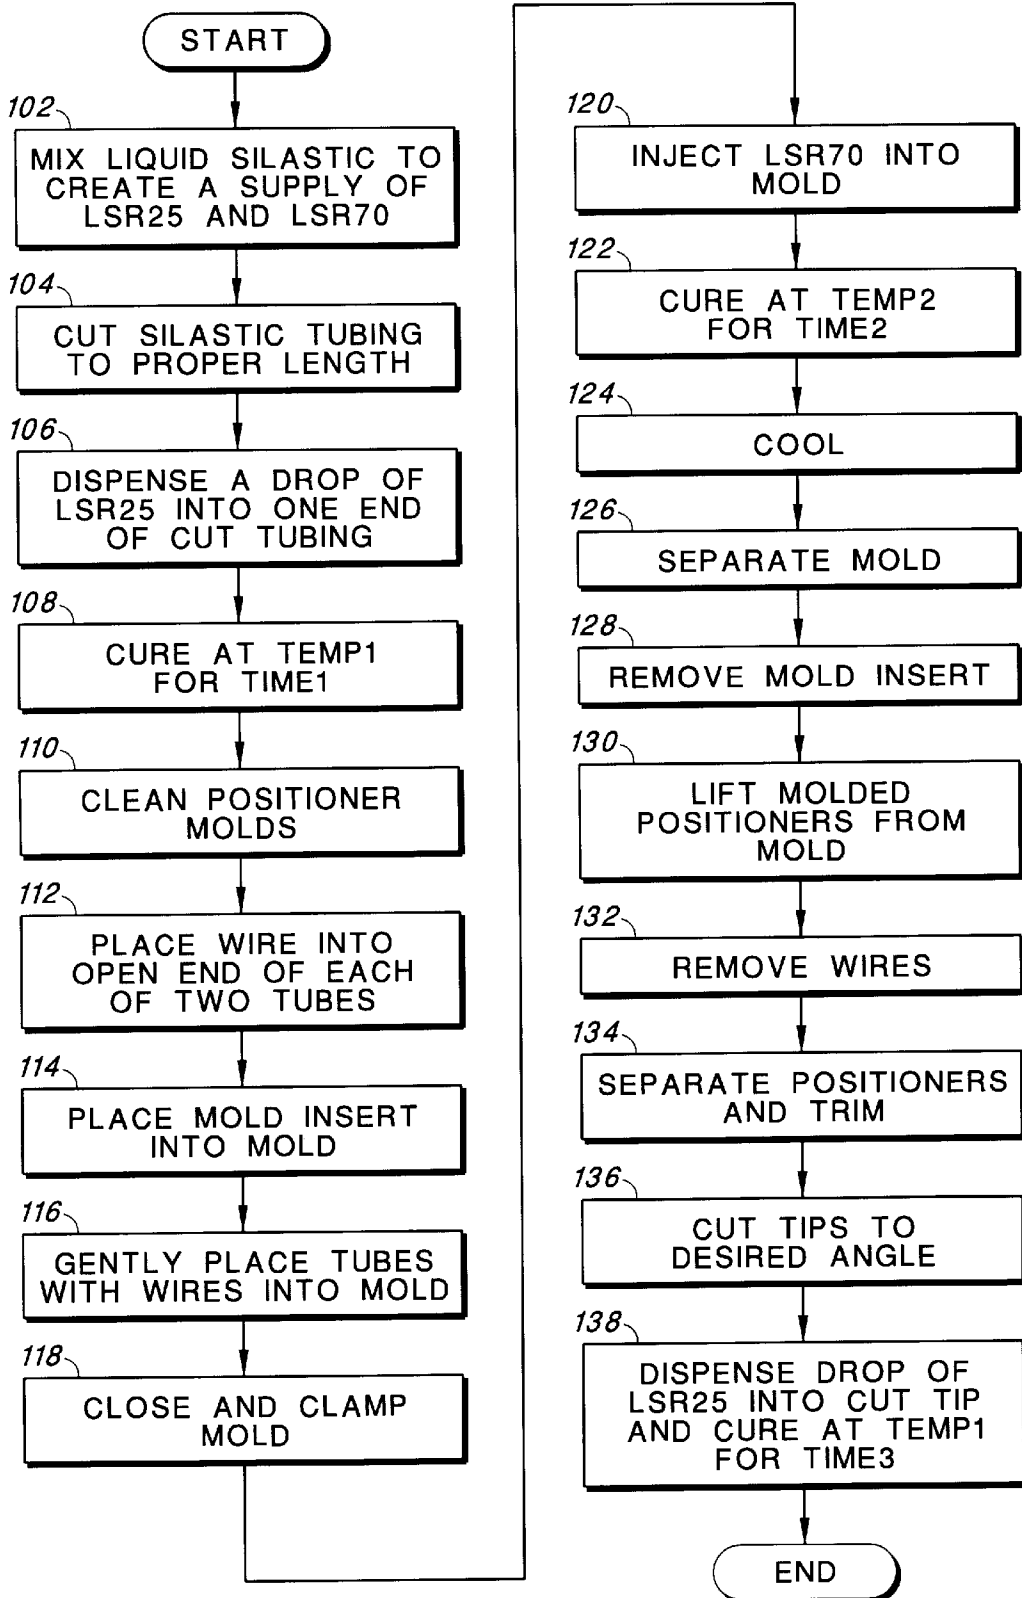 START
102
MIX LIQUID SILASTIC TO
CREATE A SUPPLY OF
LSR25 AND LSR70
104
CUT SILASTIC TUBING
TO PROPER LENGTH
106
DISPENSE A DROP OF
LSR25 INTO ONE END
OF CUT TUBING
108
CURE AT TEMP1
FOR TIME1
110
CLEAN POSITIONER
MOLDS
112
PLACE WIRE INTO
OPEN END OF EACH
OF TWO TUBES
114
PLACE MOLD INSERT
INTO MOLD
116
GENTLY PLACE TUBES
WITH WIRES INTO MOLD
118
CLOSE AND CLAMP
MOLD
120
INJECT LSR70 INTO
MOLD
122
CURE AT TEMP2
FOR TIME2
124
COOL
126
SEPARATE MOLD
128
REMOVE MOLD INSERT
130
LIFT MOLDED
POSITIONERS FROM
MOLD
132
REMOVE WIRES
134
SEPARATE POSITIONERS
AND TRIM
136
CUT TIPS TO
DESIRED ANGLE
138
DISPENSE DROP OF
LSR25 INTO CUT TIP
AND CURE AT TEMP1
FOR TIME3
END